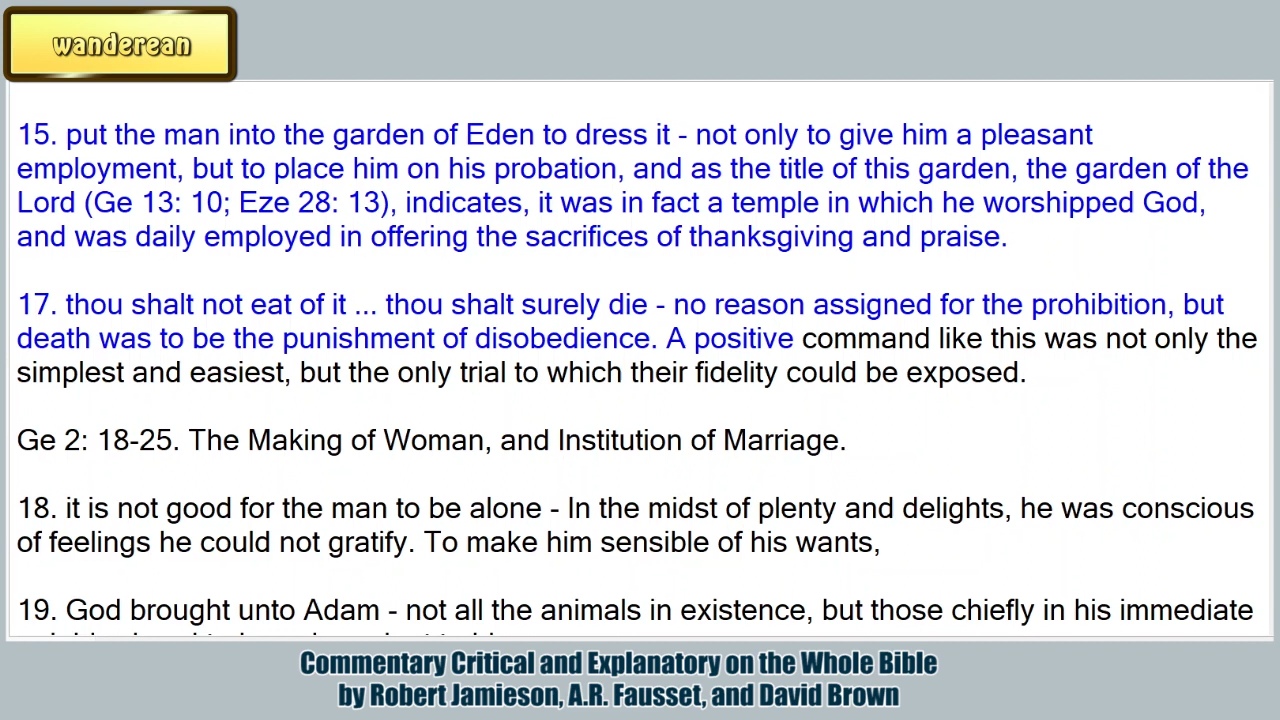 wanderean
15. put the man into the garden of Eden to dress it - not only to give him a pleasant
employment, but to place him on his probation, and as the title of this garden, the garden of the
Lord (Ge 13: 10; Eze 28: 13), indicates, it was in fact a temple in which he worshipped God,
and was daily employed in offering the sacrifices of thanksgiving and praise.
17. thou shalt not eat of it ... thou shalt surely die - no reason assigned for the prohibition, but
death was to be the punishment of disobedience. A positive command like this was not only the
simplest and easiest, but the only trial to which their fidelity could be exposed.
Ge 2: 18-25. The Making of Woman, and Institution of Marriage.
18. it is not good for the man to be alone - In the midst of plenty and delights, he was conscious
of feelings he could not gratify. To make him sensible of his wants,
19. God brought unto Adam - not all the animals in existence, but those chiefly in his immediate
Commentary Critical and Explanatory on the Whole Bible
by Robert Jamieson, A.R. Fausset, and David Brown